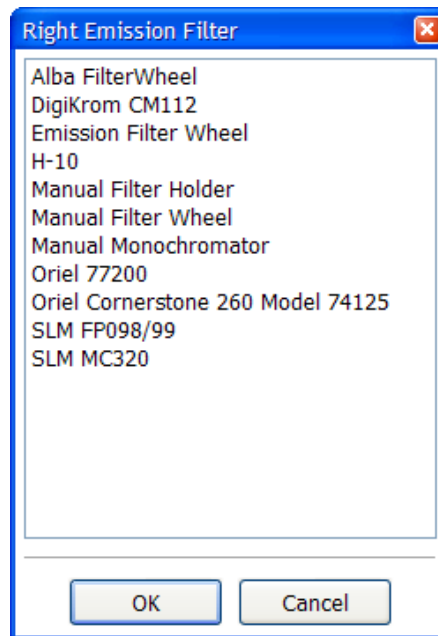 Right Emission Filter
Alba FilterWheel
DigiKrom CM112
Emission Filter Wheel
H-10
Manual Filter Holder
Manual Filter Wheel
Manual Monochromator
Oriel 77200
Oriel Cornerstone 260 Model 74125
SLM FP098/99
SLM MC320
OK Cancel